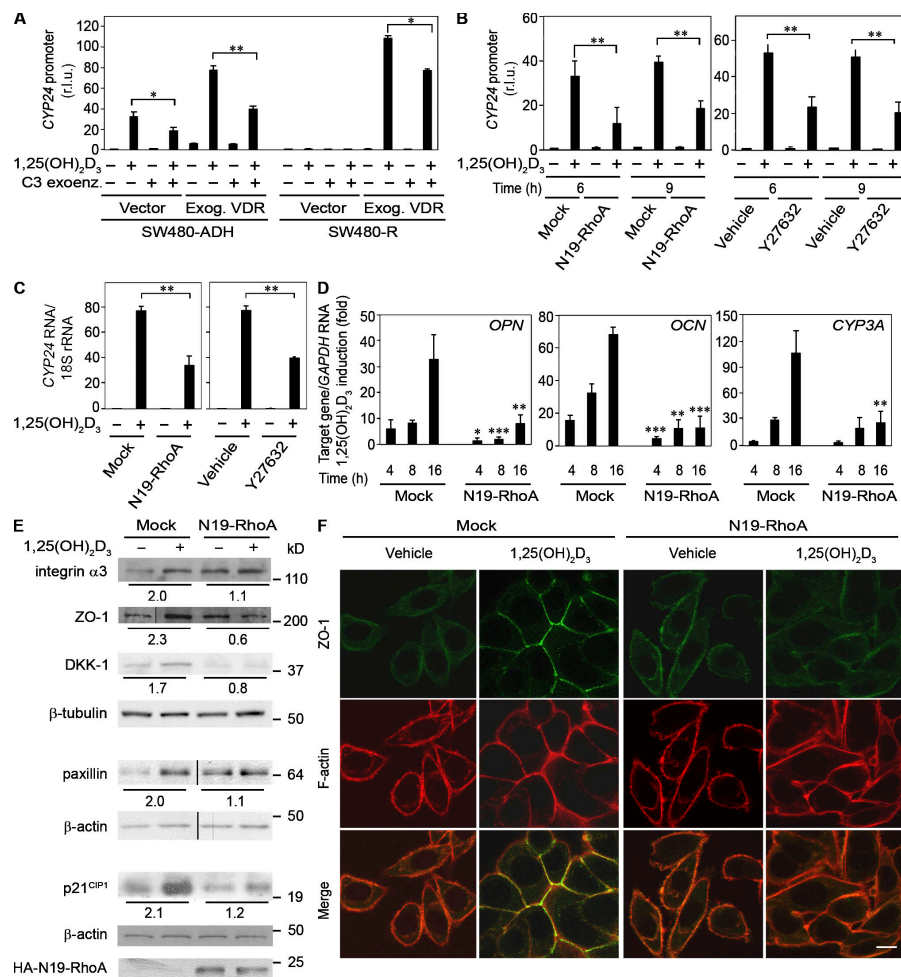 A
CYP24 promoter
(r.l.u.)
120
100
80
60
40
20
0
*
**
*
1,25(OH)2D3 – + – + – + – + – + – + – + – +
C3 exoenz. – – + + – – + + – – + + – – + +
Vector Exog. VDR Vector Exog. VDR
SW480-ADH SW480-R
B
CYP24 promoter
(r.l.u.)
60
40
20
0
** **
60
40
20
0
** **
1,25(OH)2D3 – + – + – + – + – + – + – + – +
Time (h) 6 9 6 9
Mock N19-RhoA Mock N19-RhoA Vehicle Y27632 Vehicle Y27632
C
CYP24 RNA/
18S rRNA
80
60
40
20
0
** **
1,25(OH)2D3 – + – + – + – +
Mock N19-RhoA Vehicle Y27632
D
Target gene/GAPDH RNA
1,25(OH)2D3 induction (fold)
OPN
50
40
30
20
10
0
* *** **
OCN
80
60
40
20
0
*** ** ***
CYP3A
150
100
50
0
**
Time (h) 4 8 16 4 8 16 4 8 16 4 8 16 4 8 16 4 8 16
Mock N19-RhoA Mock N19-RhoA Mock N19-RhoA
E
Mock N19-RhoA
1,25(OH)2D3 – + – + kD
integrin α3 110
2.0 1.1
ZO-1 200
2.3 0.6
DKK-1 37
1.7 0.8
β-tubulin 50
paxillin 64
2.0 1.1
β-actin 50
p21CIP1 19
2.1 1.2
β-actin 50
HA-N19-RhoA 25
F
Mock N19-RhoA
Vehicle 1,25(OH)2D3 Vehicle 1,25(OH)2D3
ZO-1
F-actin
Merge